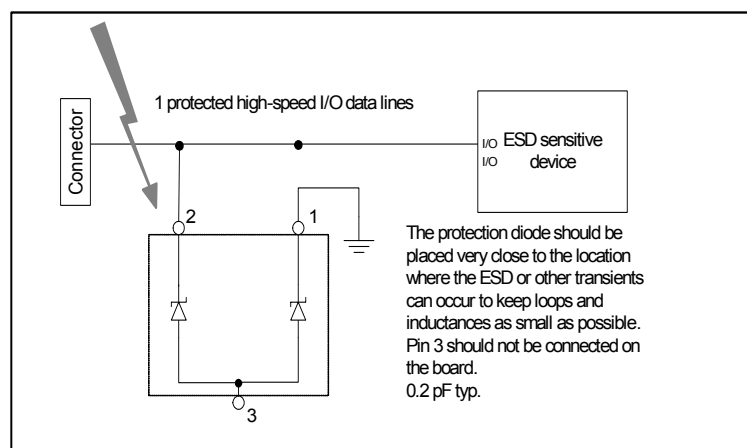 1 protected high-speed I/O data lines
Connector
I/O
I/O
ESD sensitive
device
2
1
3
The protection diode should be
placed very close to the location
where the ESD or other transients
can occur to keep loops and
inductances as small as possible.
Pin 3 should not be connected on
the board.
0.2 pF typ.